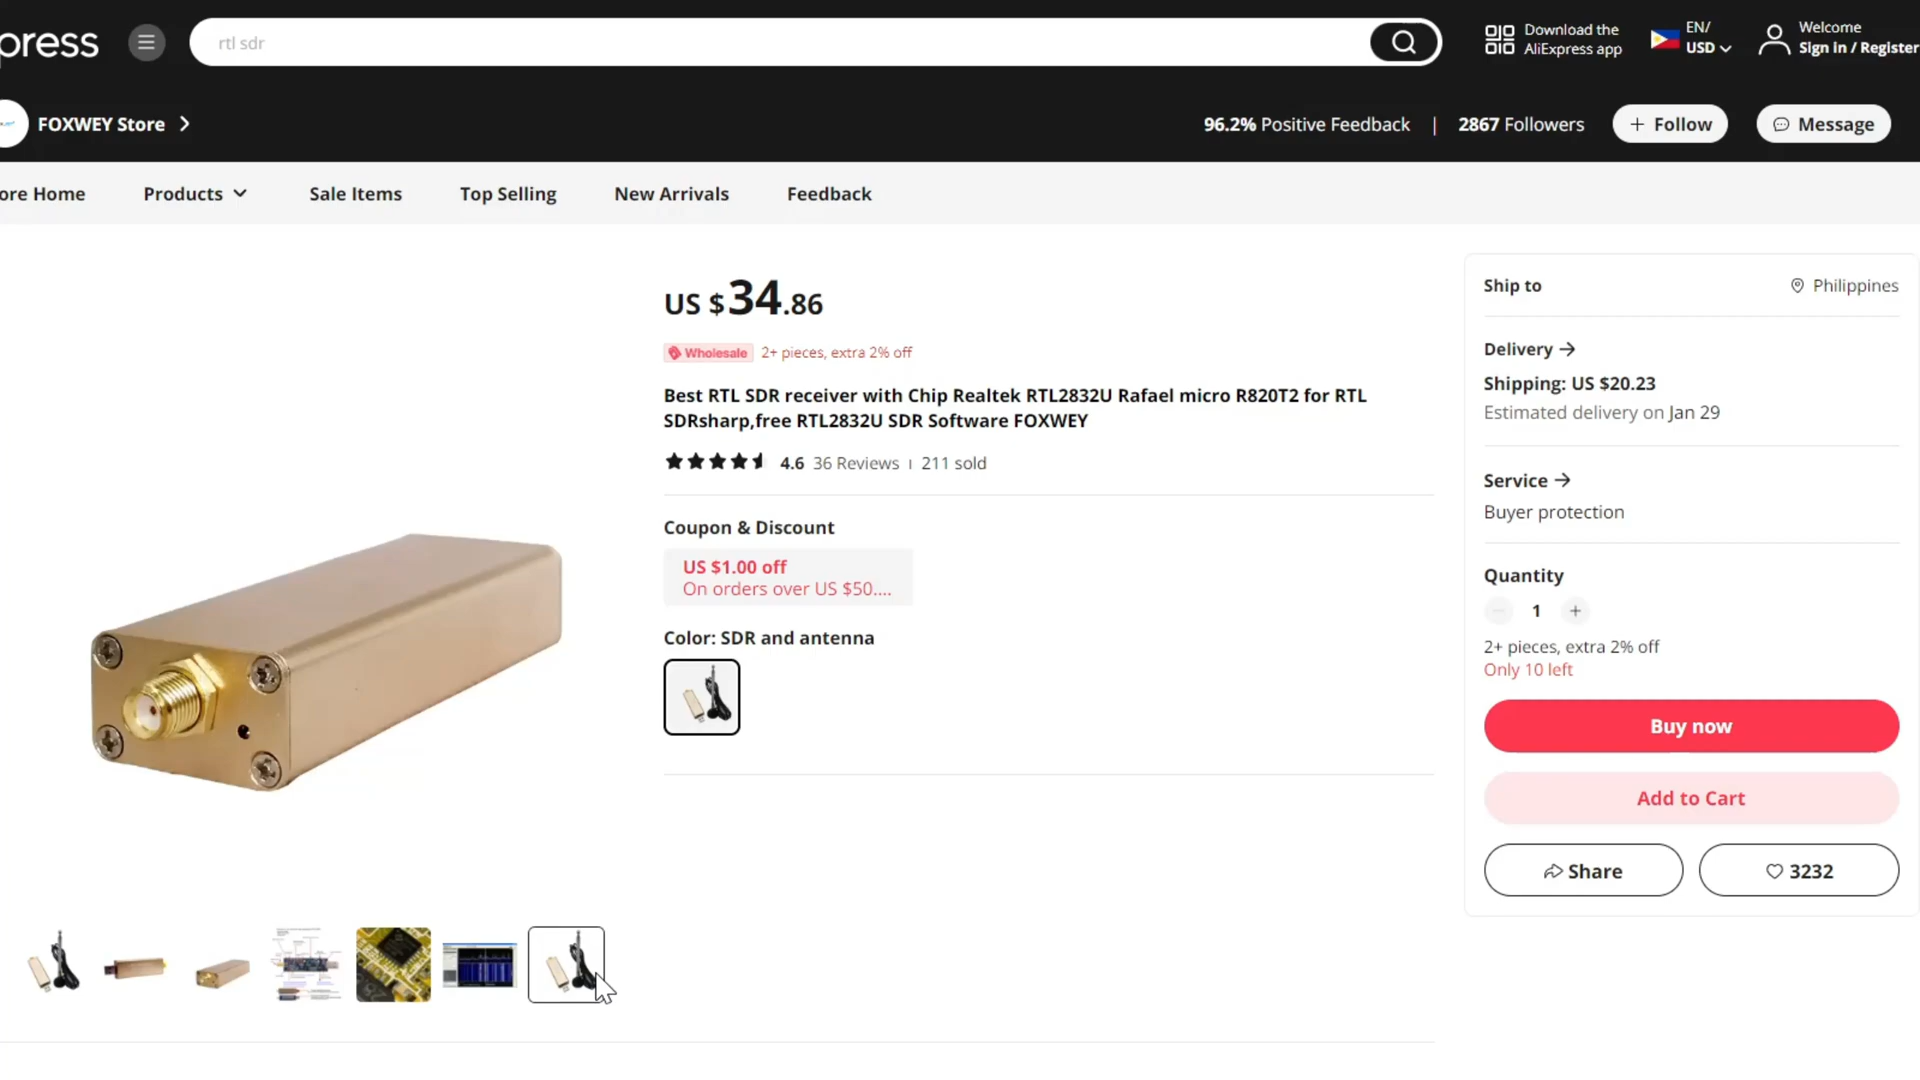 press
rtl sdr
Download the
AliExpress app
EN/
USD
Welcome
Sign in / Register
FOXWEY Store
96.2% Positive Feedback | 2867 Followers
+ Follow
Message
ore Home
Products
Sale Items
Top Selling
New Arrivals
Feedback
US $34.86
Wholesale 2+ pieces, extra 2% off
Best RTL SDR receiver with Chip Realtek RTL2832U Rafael micro R820T2 for RTL
SDRsharp,free RTL2832U SDR Software FOXWEY
4.6 36 Reviews | 211 sold
Coupon & Discount
US $1.00 off
On orders over US $50....
Color: SDR and antenna
Ship to
Philippines
Delivery
Shipping: US $20.23
Estimated delivery on Jan 29
Service
Buyer protection
Quantity
1 +
2+ pieces, extra 2% off
Only 10 left
Buy now
Add to Cart
Share
3232